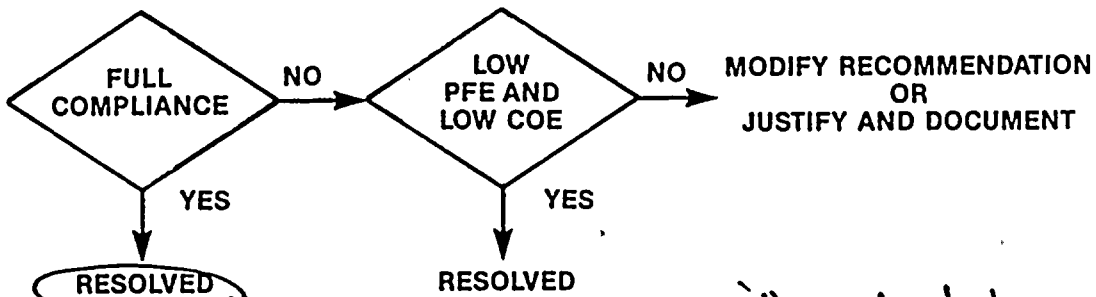 FULL
COMPLIANCE
NO
LOW
PFE AND
LOW COE
NO
MODIFY RECOMMENDATION
OR
JUSTIFY AND DOCUMENT
YES
YES
RESOLVED
RESOLVED